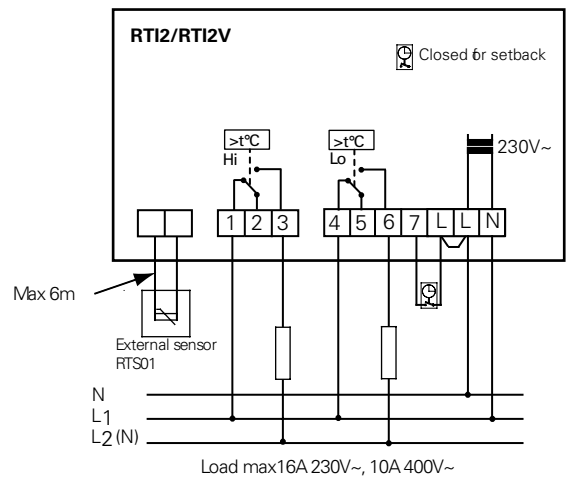 RTI2/RTI2V
Closed for setback
>t°C
Hi
>t°C
Lo
230V~
1 2 3
4 5 6 7 L L N
Max 6m
External sensor
RTS01
N
L1
L2 (N)
Load max16A 230V~, 10A 400V~